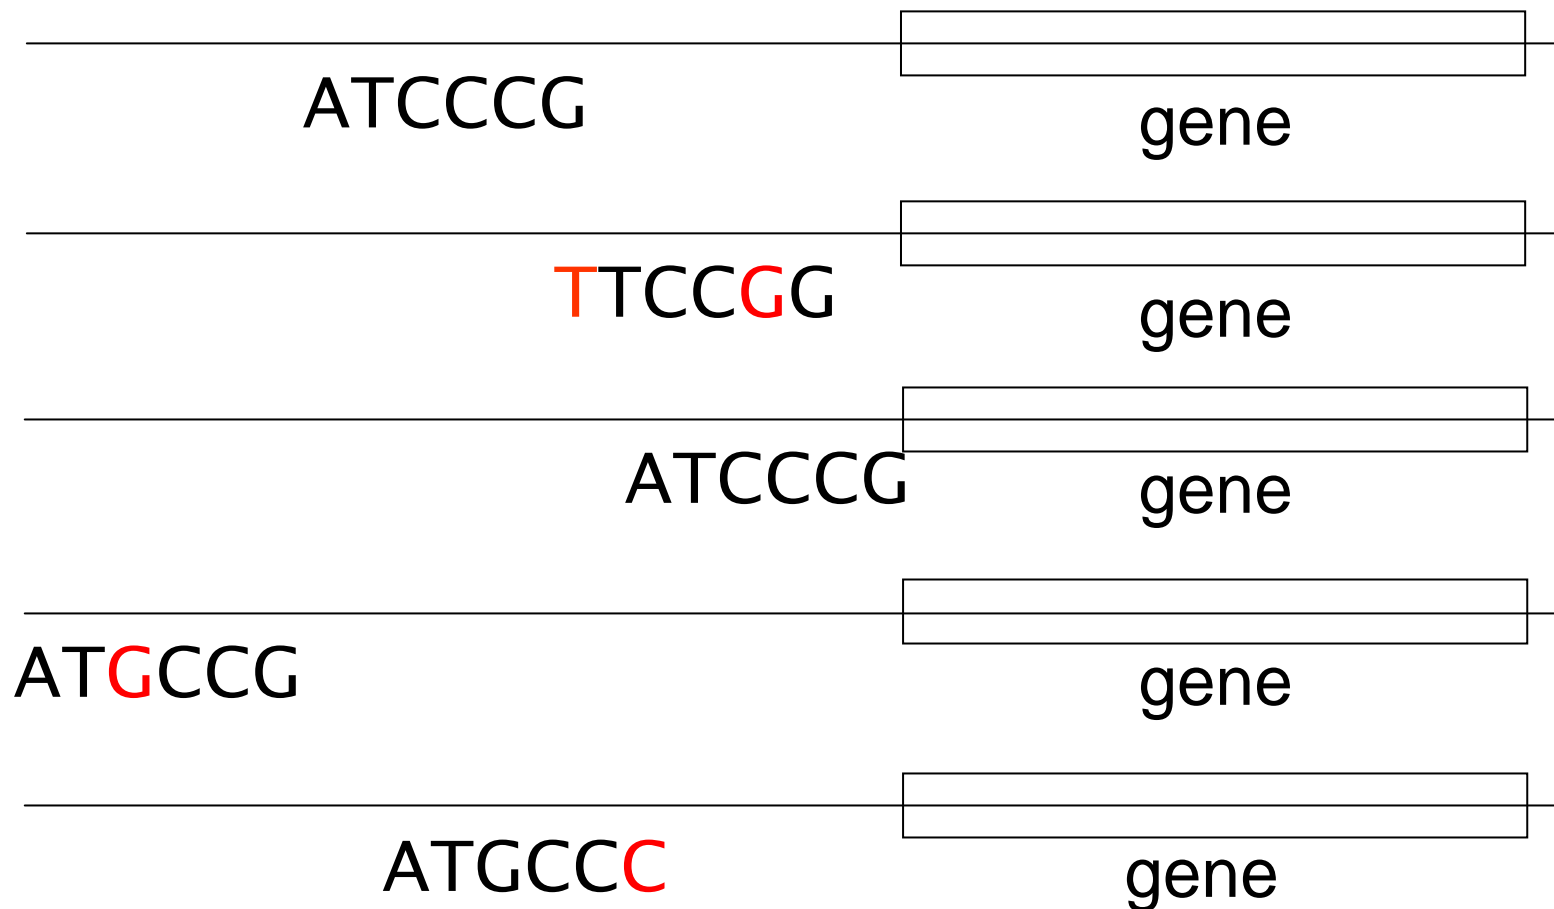 ATCCCG
gene
TTCCGG
gene
ATCCCG
gene
ATGCCG
gene
ATGCCC
gene